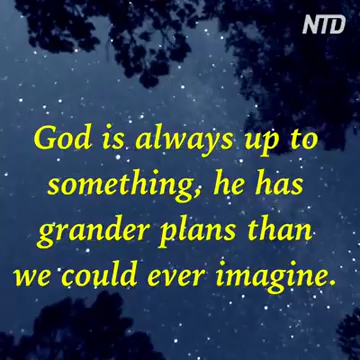 NTD
God is always up to
something, he has
grander plans than
we could ever imagine.